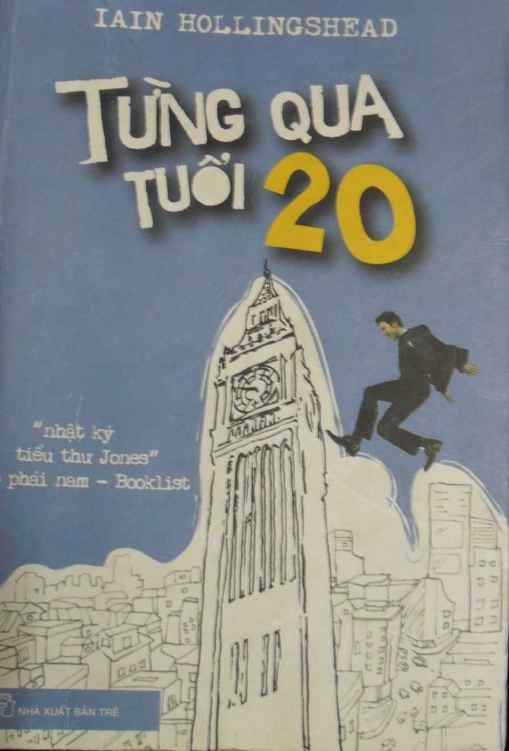 IAIN HOLLINGSHEAD
TỪNG QUA
TUỔI 20
"nhật ký
tiểu thư Jones"
phái nam - Booklist
NHÀ XUẤT BẢN TRẺ